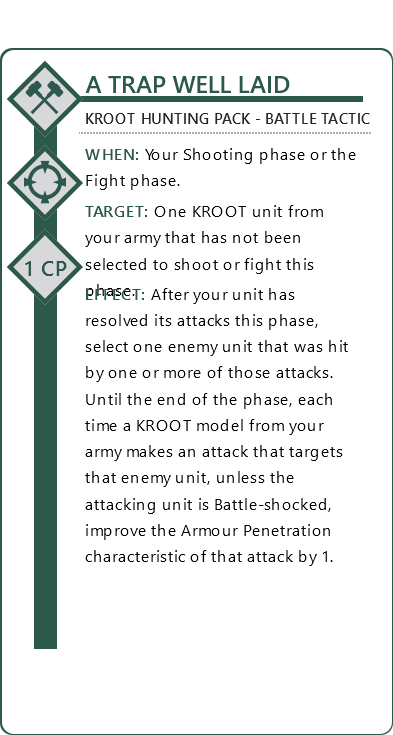 A TRAP WELL LAID
KROOT HUNTING PACK - BATTLE TACTIC
WHEN: Your Shooting phase or the
Fight phase.
TARGET: One KROOT unit from
your army that has not been
selected to shoot or fight this
phase.
EFFECT: After your unit has
resolved its attacks this phase,
select one enemy unit that was hit
by one or more of those attacks.
Until the end of the phase, each
time a KROOT model from your
army makes an attack that targets
that enemy unit, unless the
attacking unit is Battle-shocked,
improve the Armour Penetration
characteristic of that attack by 1.
1 CP